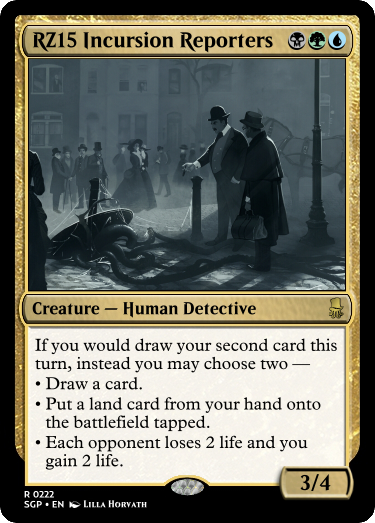 RZ15 Incursion Reporters
Creature — Human Detective
If you would draw your second card this
turn, instead you may choose two —
• Draw a card.
• Put a land card from your hand onto
the battlefield tapped.
• Each opponent loses 2 life and you
gain 2 life.
3/4
R 0222
SGP • EN Lilla Horvath